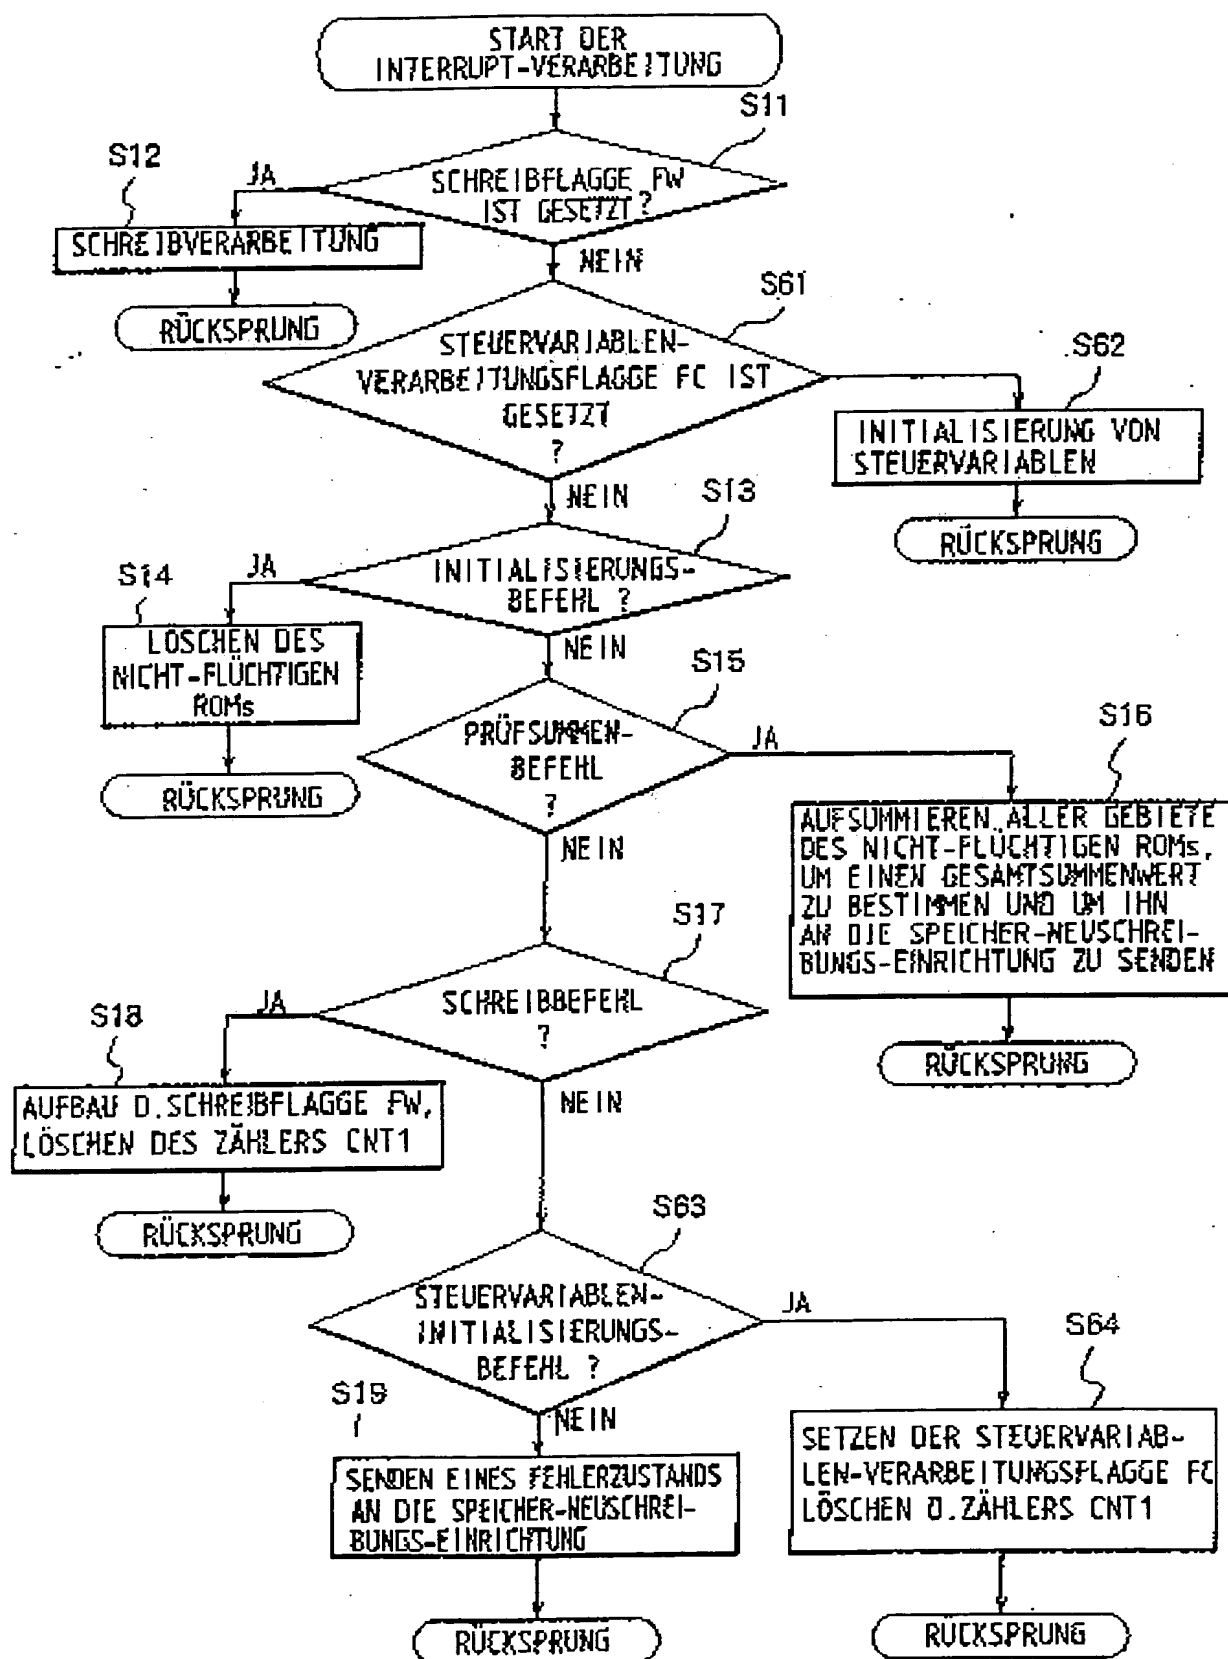 START DER
INTERRUPT-VERARBEITUNG
S11
SCHREIBFLAGGE FW
IST GESETZT?
S12
JA
SCHREIBVERARBEITUNG
RÜCKSPRUNG
NEIN
S61
STEUERVARIABLEN-
VERARBEITUNGSFLAGGE FC IST
GESETZT
?
S62
INITIALISIERUNG VON
STEUERVARIABLEN
RÜCKSPRUNG
NEIN
S13
INITIALISIERUNGS-
BEFEHL ?
S14
JA
LÖSCHEN DES
NICHT-FLÜCHTIGEN
ROMs
RÜCKSPRUNG
NEIN
S15
PRÜFSUMMEN-
BEFEHL
?
JA
S16
AUFSUMMIEREN ALLER GEBIETE
DES NICHT-FLÜCHTIGEN ROMs,
UM EINEN GESAMTSUMMENWERT
ZU BESTIMMEN UND UM IHN
AN DIE SPEICHER-NEUSCHREI-
BUNGS-EINRICHTUNG ZU SENDEN
RÜCKSPRUNG
NEIN
S17
SCHREIBBEFEHL
?
S18
JA
AUFBAU D.SCHREIBFLAGGE FW,
LÖSCHEN DES ZÄHLERS CNT1
RÜCKSPRUNG
NEIN
S63
STEUERVARIABLEN-
INITIALISIERUNGS-
BEFEHL ?
JA
S64
SETZEN DER STEUERVARIAB-
LEN-VERARBEITUNGSFLAGGE FC
LÖSCHEN D.ZÄHLERS CNT1
RÜCKSPRUNG
S19
NEIN
SENDEN EINES FEHLERZUSTANDS
AN DIE SPEICHER-NEUSCHREI-
BUNGS-EINRICHTUNG
RÜCKSPRUNG